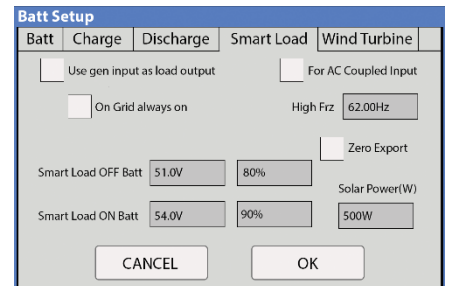 Batt Setup
Batt Charge Discharge Smart Load Wind Turbine
Use gen input as load output For AC Coupled Input
On Grid always on High Frz 62.00Hz
Zero Export
Smart Load OFF Batt 51.0V 80%
Solar Power(W)
Smart Load ON Batt 54.0V 90% 500W
CANCEL OK